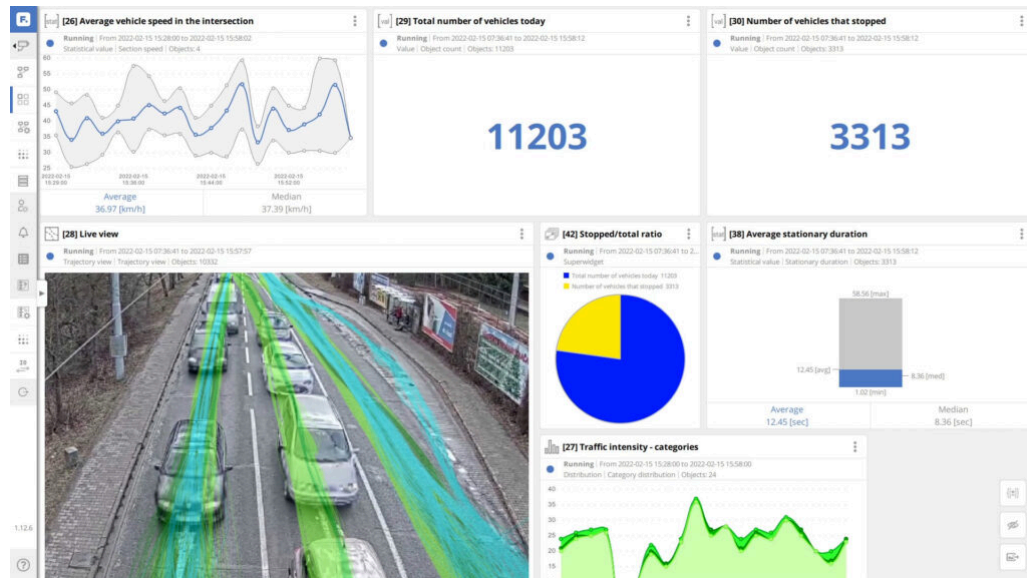 F.
[stat] [26] Average vehicle speed in the intersection
Running | From 2022-02-15 15:28:00 to 2022-02-15 15:58:02
Statistical value | Section speed | Objects: 4
60
55
50
45
40
35
30
25
2022-02-15 15:28:00
2022-02-15 15:36:00
2022-02-15 15:44:00
2022-02-15 15:52:00
Average
36.97 [km/h]
Median
37.39 [km/h]
[val] [29] Total number of vehicles today
Running | From 2022-02-15 07:36:41 to 2022-02-15 15:58:12
Value | Object count | Objects: 11203
11203
[val] [30] Number of vehicles that stopped
Running | From 2022-02-15 07:36:41 to 2022-02-15 15:58:12
Value | Object count | Objects: 3313
3313
[28] Live view
Running | From 2022-02-15 07:36:41 to 2022-02-15 15:57:57
Trajectory view | Trajectory view | Objects: 10332
[42] Stopped/total ratio
Running | From 2022-02-15 07:36:41 to 2...
Superwidget
Total number of vehicles today 11203
Number of vehicles that stopped 3313
[stat] [38] Average stationary duration
Running | From 2022-02-15 07:36:41 to 2022-02-15 15:58:12
Statistical value | Stationary duration | Objects: 3313
58.56 [max]
12.45 [avg]
8.36 [med]
1.02 [min]
Average
12.45 [sec]
Median
8.36 [sec]
[27] Traffic intensity - categories
Running | From 2022-02-15 15:28:00 to 2022-02-15 15:58:00
Distribution | Category distribution | Objects: 24
40
35
30
25
20
15
1.12.6